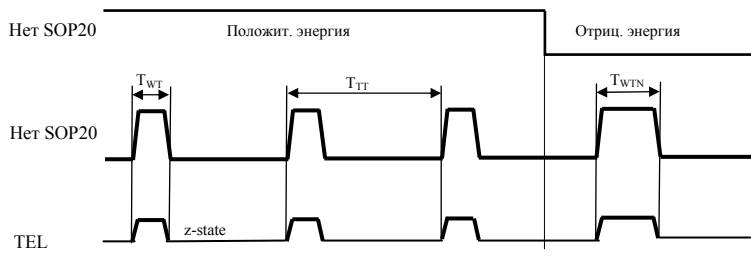 Нет SOP20
Положит. энергия
Отриц. энергия
TWT
TTT
TWTN
Нет SOP20
z-state
TEL